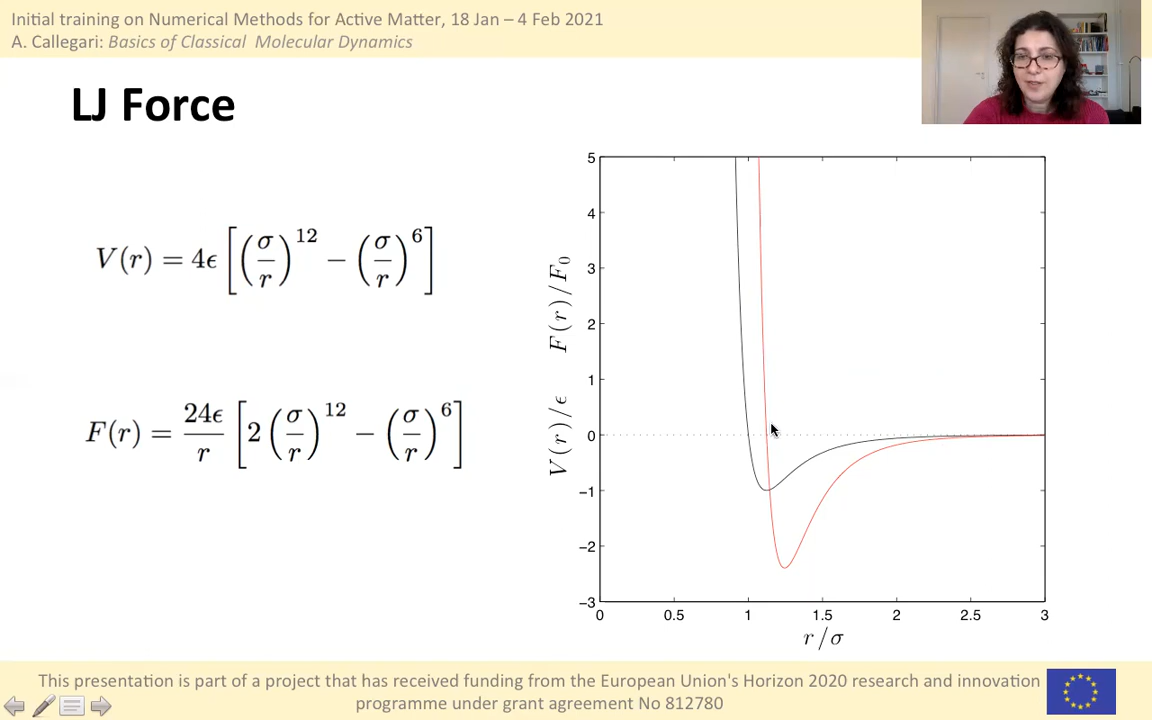 Initial training on Numerical Methods for Active Matter, 18 Jan – 4 Feb 2021
A. Callegari: Basics of Classical Molecular Dynamics
LJ Force
V(r) = 4ϵ [(σ/r)^12 − (σ/r)^6]
F(r) = 24ϵ/r [2 (σ/r)^12 − (σ/r)^6]
V(r)/ϵ F(r)/F₀
5
4
3
2
1
0
−1
−2
−3
0 0.5 1 1.5 2 2.5 3
r/σ
This presentation is part of a project that has received funding from the European Union's Horizon 2020 research and innovation
programme under grant agreement No 812780